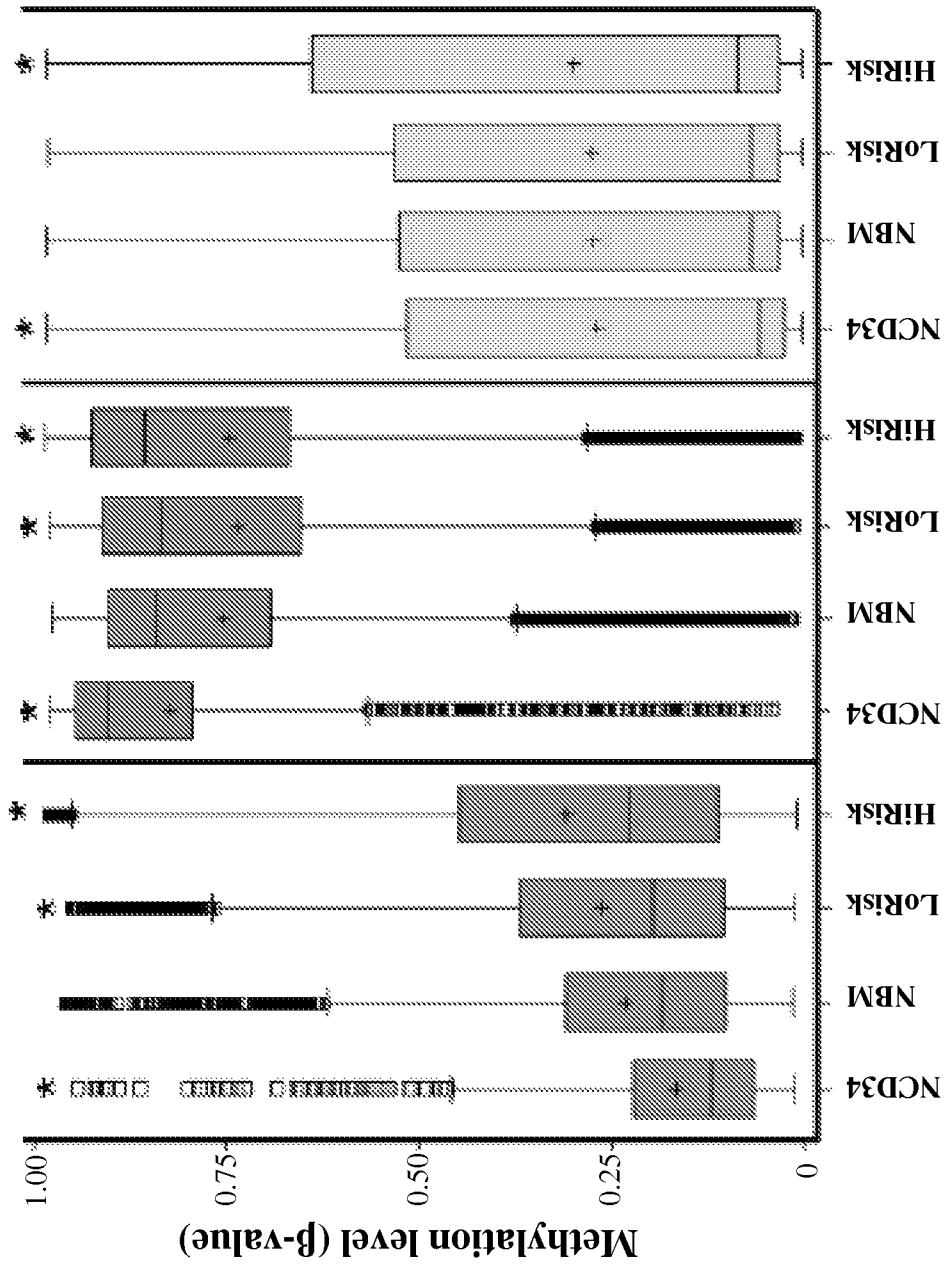 Methylation level (β-value)
1.00
0.75
0.50
0.25
0
NCD34
NBM
LoRisk
HiRisk
NCD34
NBM
LoRisk
HiRisk
NCD34
NBM
LoRisk
HiRisk
*
*
*
*
*
*
*
*